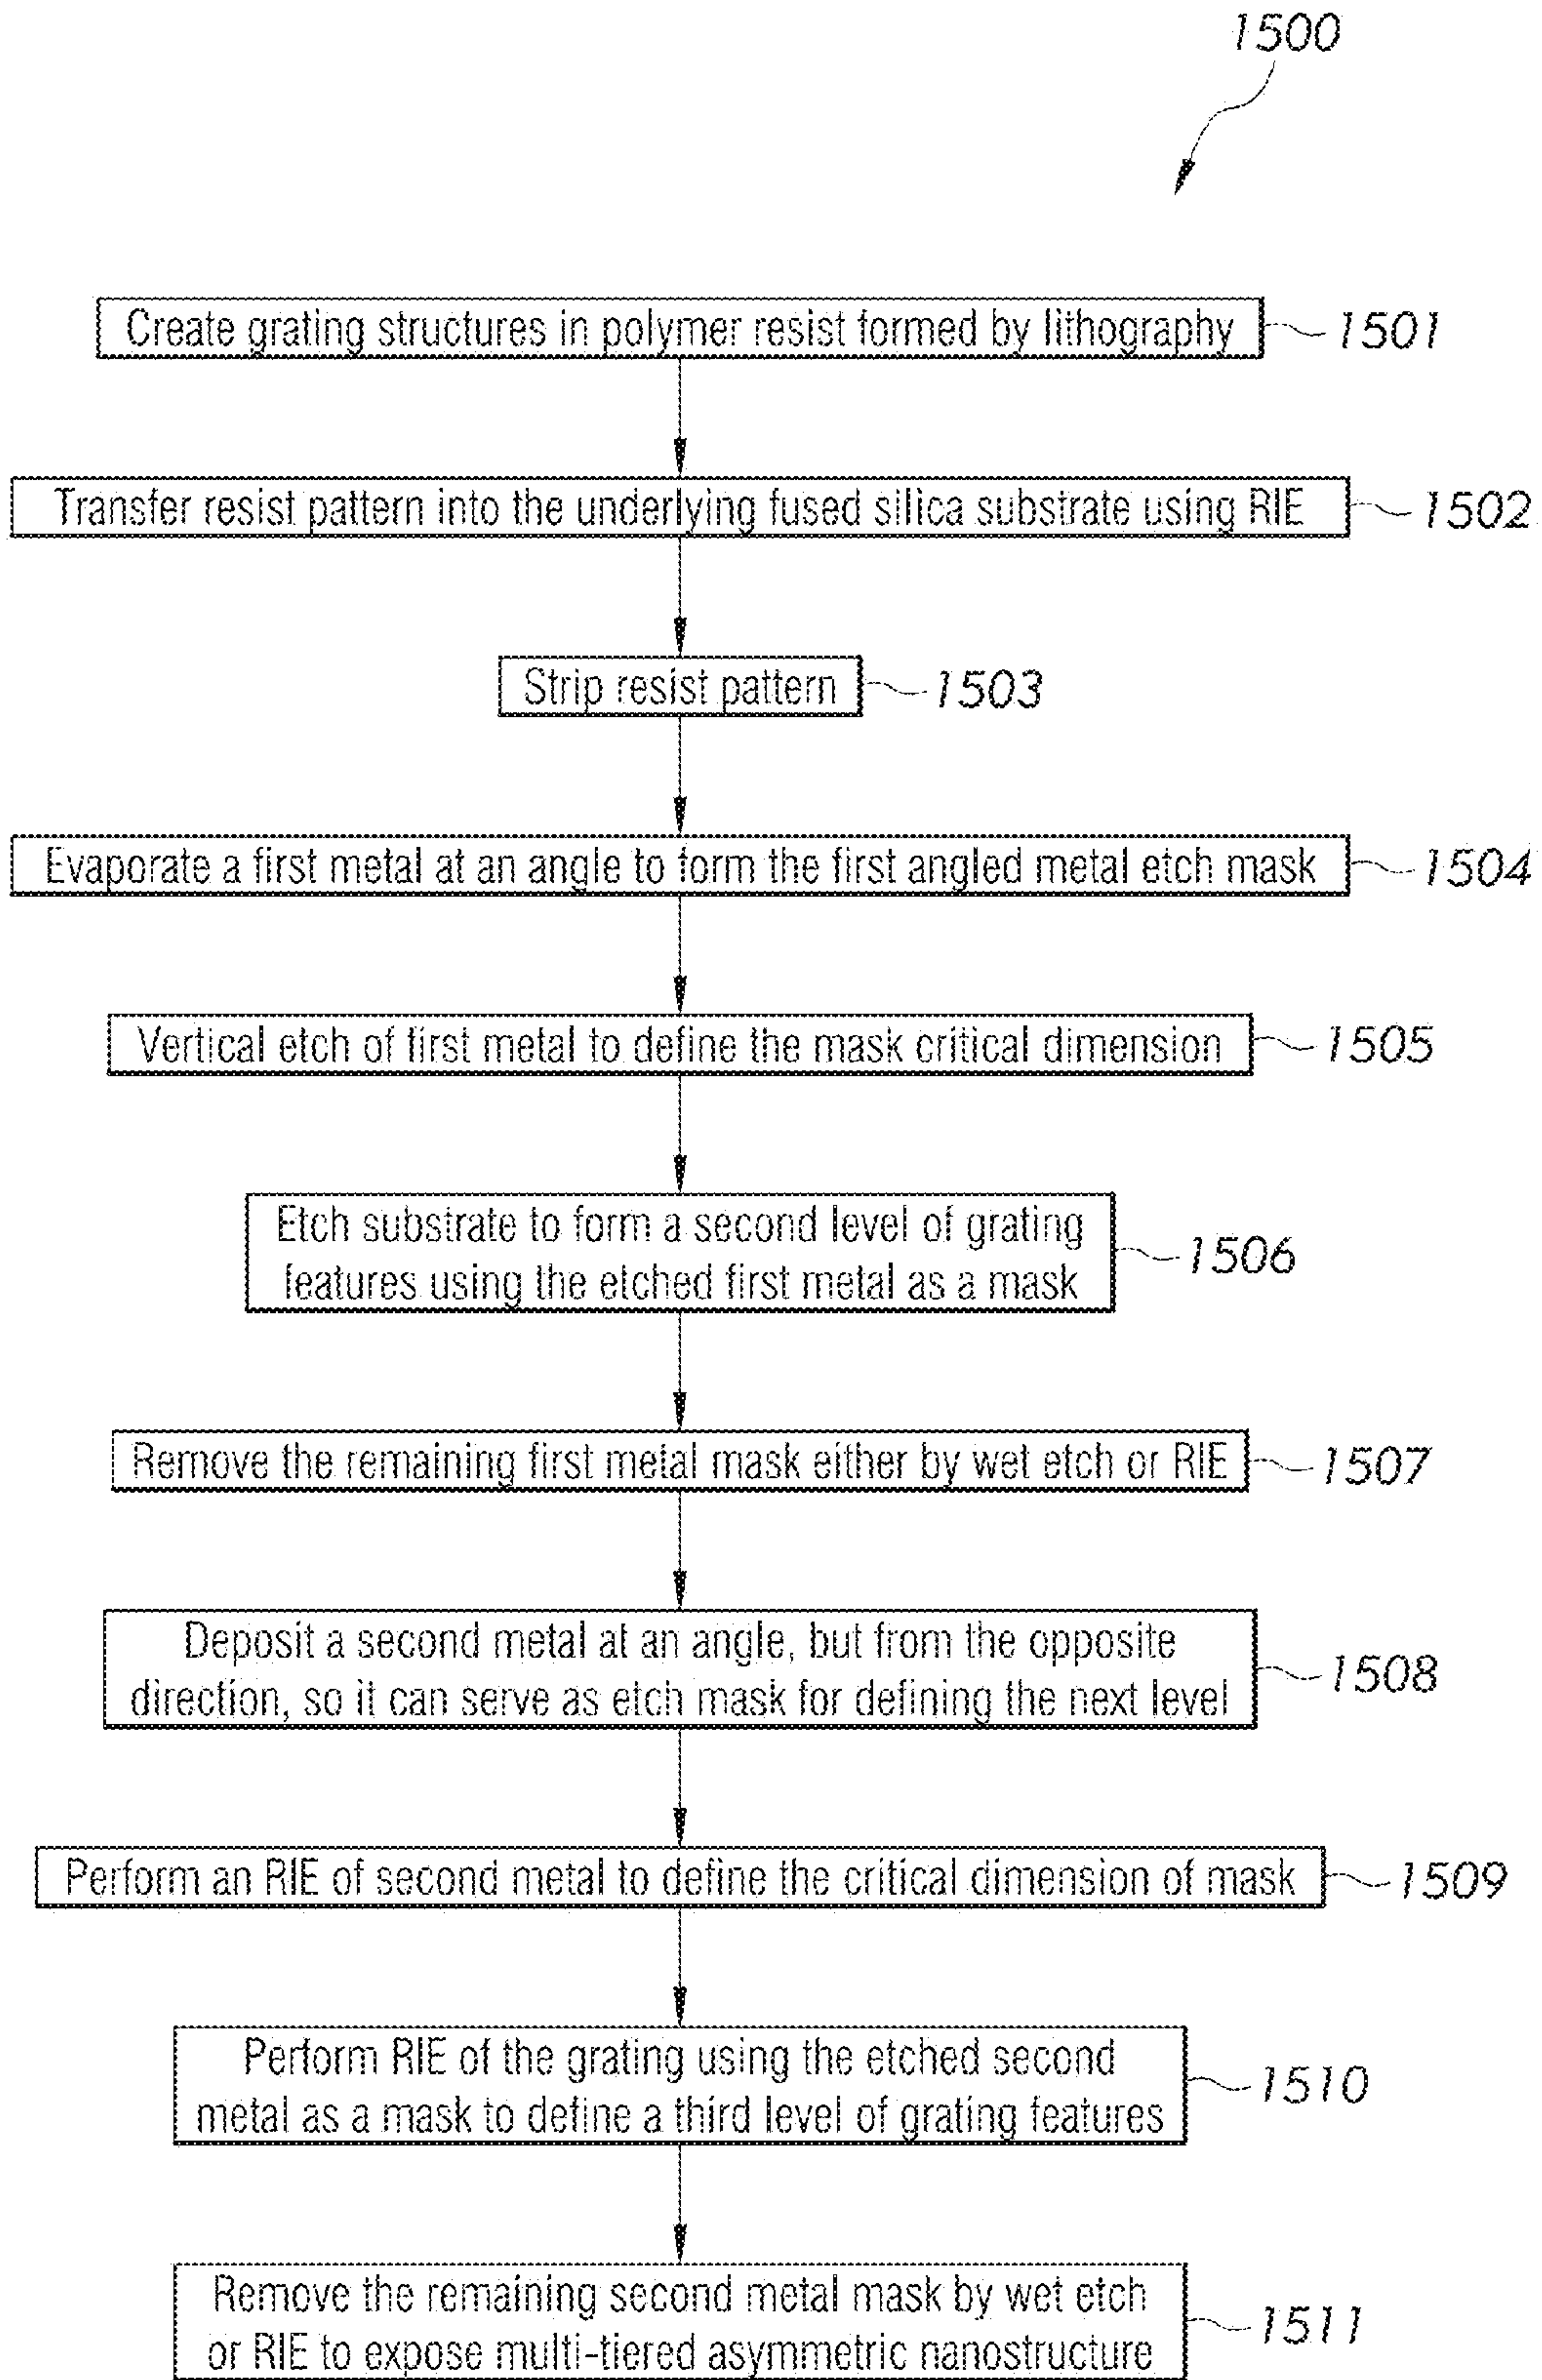 1500
Create grating structures in polymer resist formed by lithography 1501
Transfer resist pattern into the underlying fused silica substrate using RIE 1502
Strip resist pattern 1503
Evaporate a first metal at an angle to form the first angled metal etch mask 1504
Vertical etch of first metal to define the mask critical dimension 1505
Etch substrate to form a second level of grating
features using the etched first metal as a mask 1506
Remove the remaining first metal mask either by wet etch or RIE 1507
Deposit a second metal at an angle, but from the opposite
direction, so it can serve as etch mask for defining the next level 1508
Perform an RIE of second metal to define the critical dimension of mask 1509
Perform RIE of the grating using the etched second
metal as a mask to define a third level of grating features 1510
Remove the remaining second metal mask by wet etch
or RIE to expose multi-tiered asymmetric nanostructure 1511